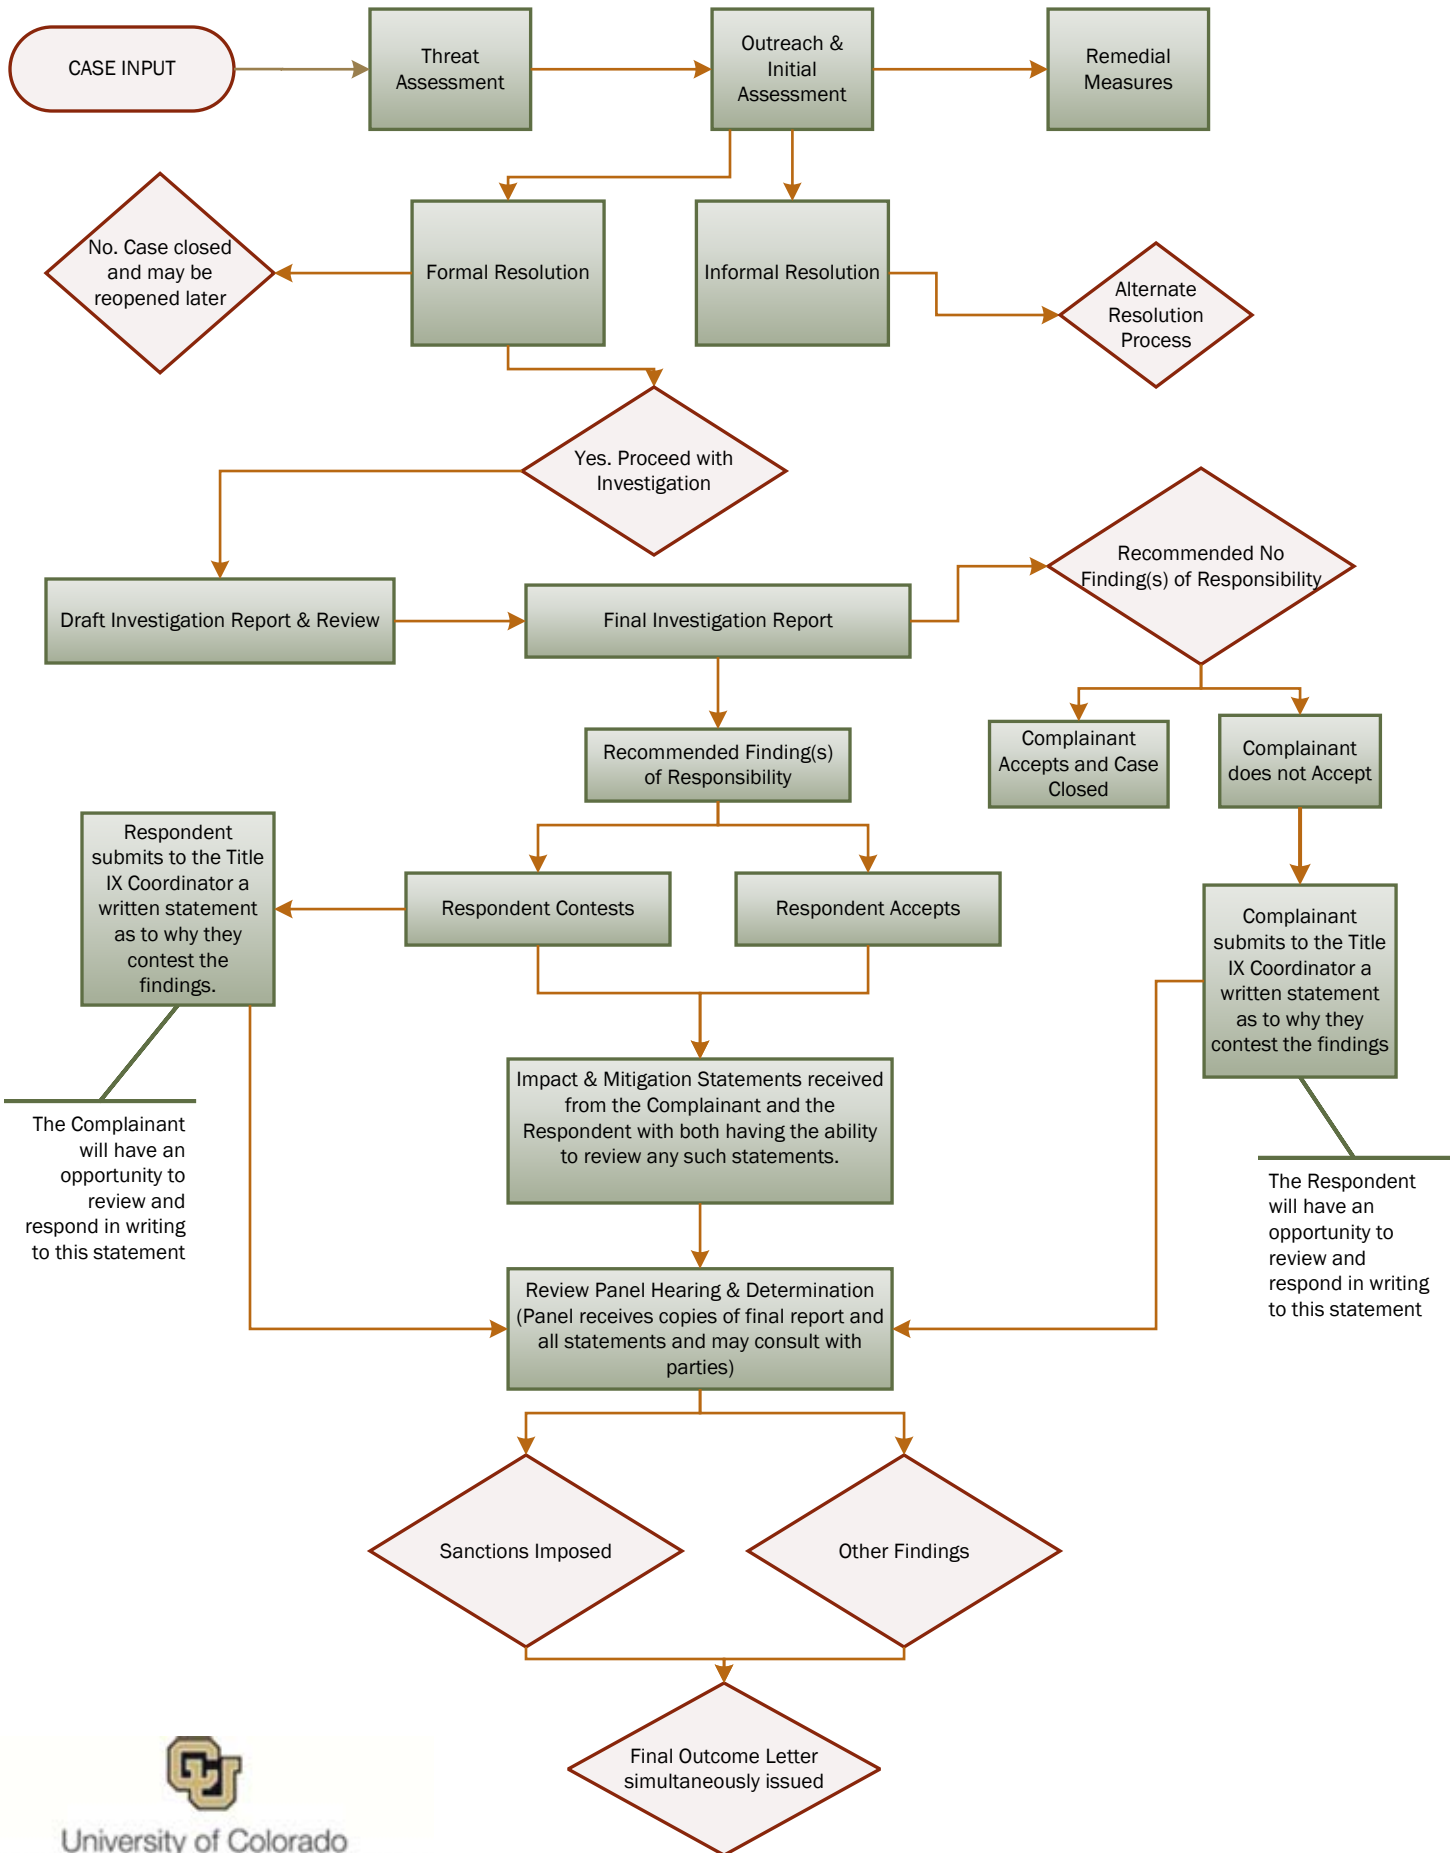 CASE INPUT
Threat
Assessment
Outreach &
Initial
Assessment
Remedial
Measures
No. Case closed
and may be
reopened later
Formal Resolution
Informal Resolution
Alternate
Resolution
Process
Yes. Proceed with
Investigation
Recommended No
Finding(s) of Responsibility
Draft Investigation Report & Review
Final Investigation Report
Recommended Finding(s)
of Responsibility
Complainant
Accepts and Case
Closed
Complainant
does not Accept
Respondent
submits to the Title
IX Coordinator a
written statement
as to why they
contest the
findings.
Respondent Contests
Respondent Accepts
Complainant
submits to the Title
IX Coordinator a
written statement
as to why they
contest the findings
The Complainant
will have an
opportunity to
review and
respond in writing
to this statement
Impact & Mitigation Statements received
from the Complainant and the
Respondent with both having the ability
to review any such statements.
The Respondent
will have an
opportunity to
review and
respond in writing
to this statement
Review Panel Hearing & Determination
(Panel receives copies of final report and
all statements and may consult with
parties)
Sanctions Imposed
Other Findings
Final Outcome Letter
simultaneously issued
CU
University of Colorado